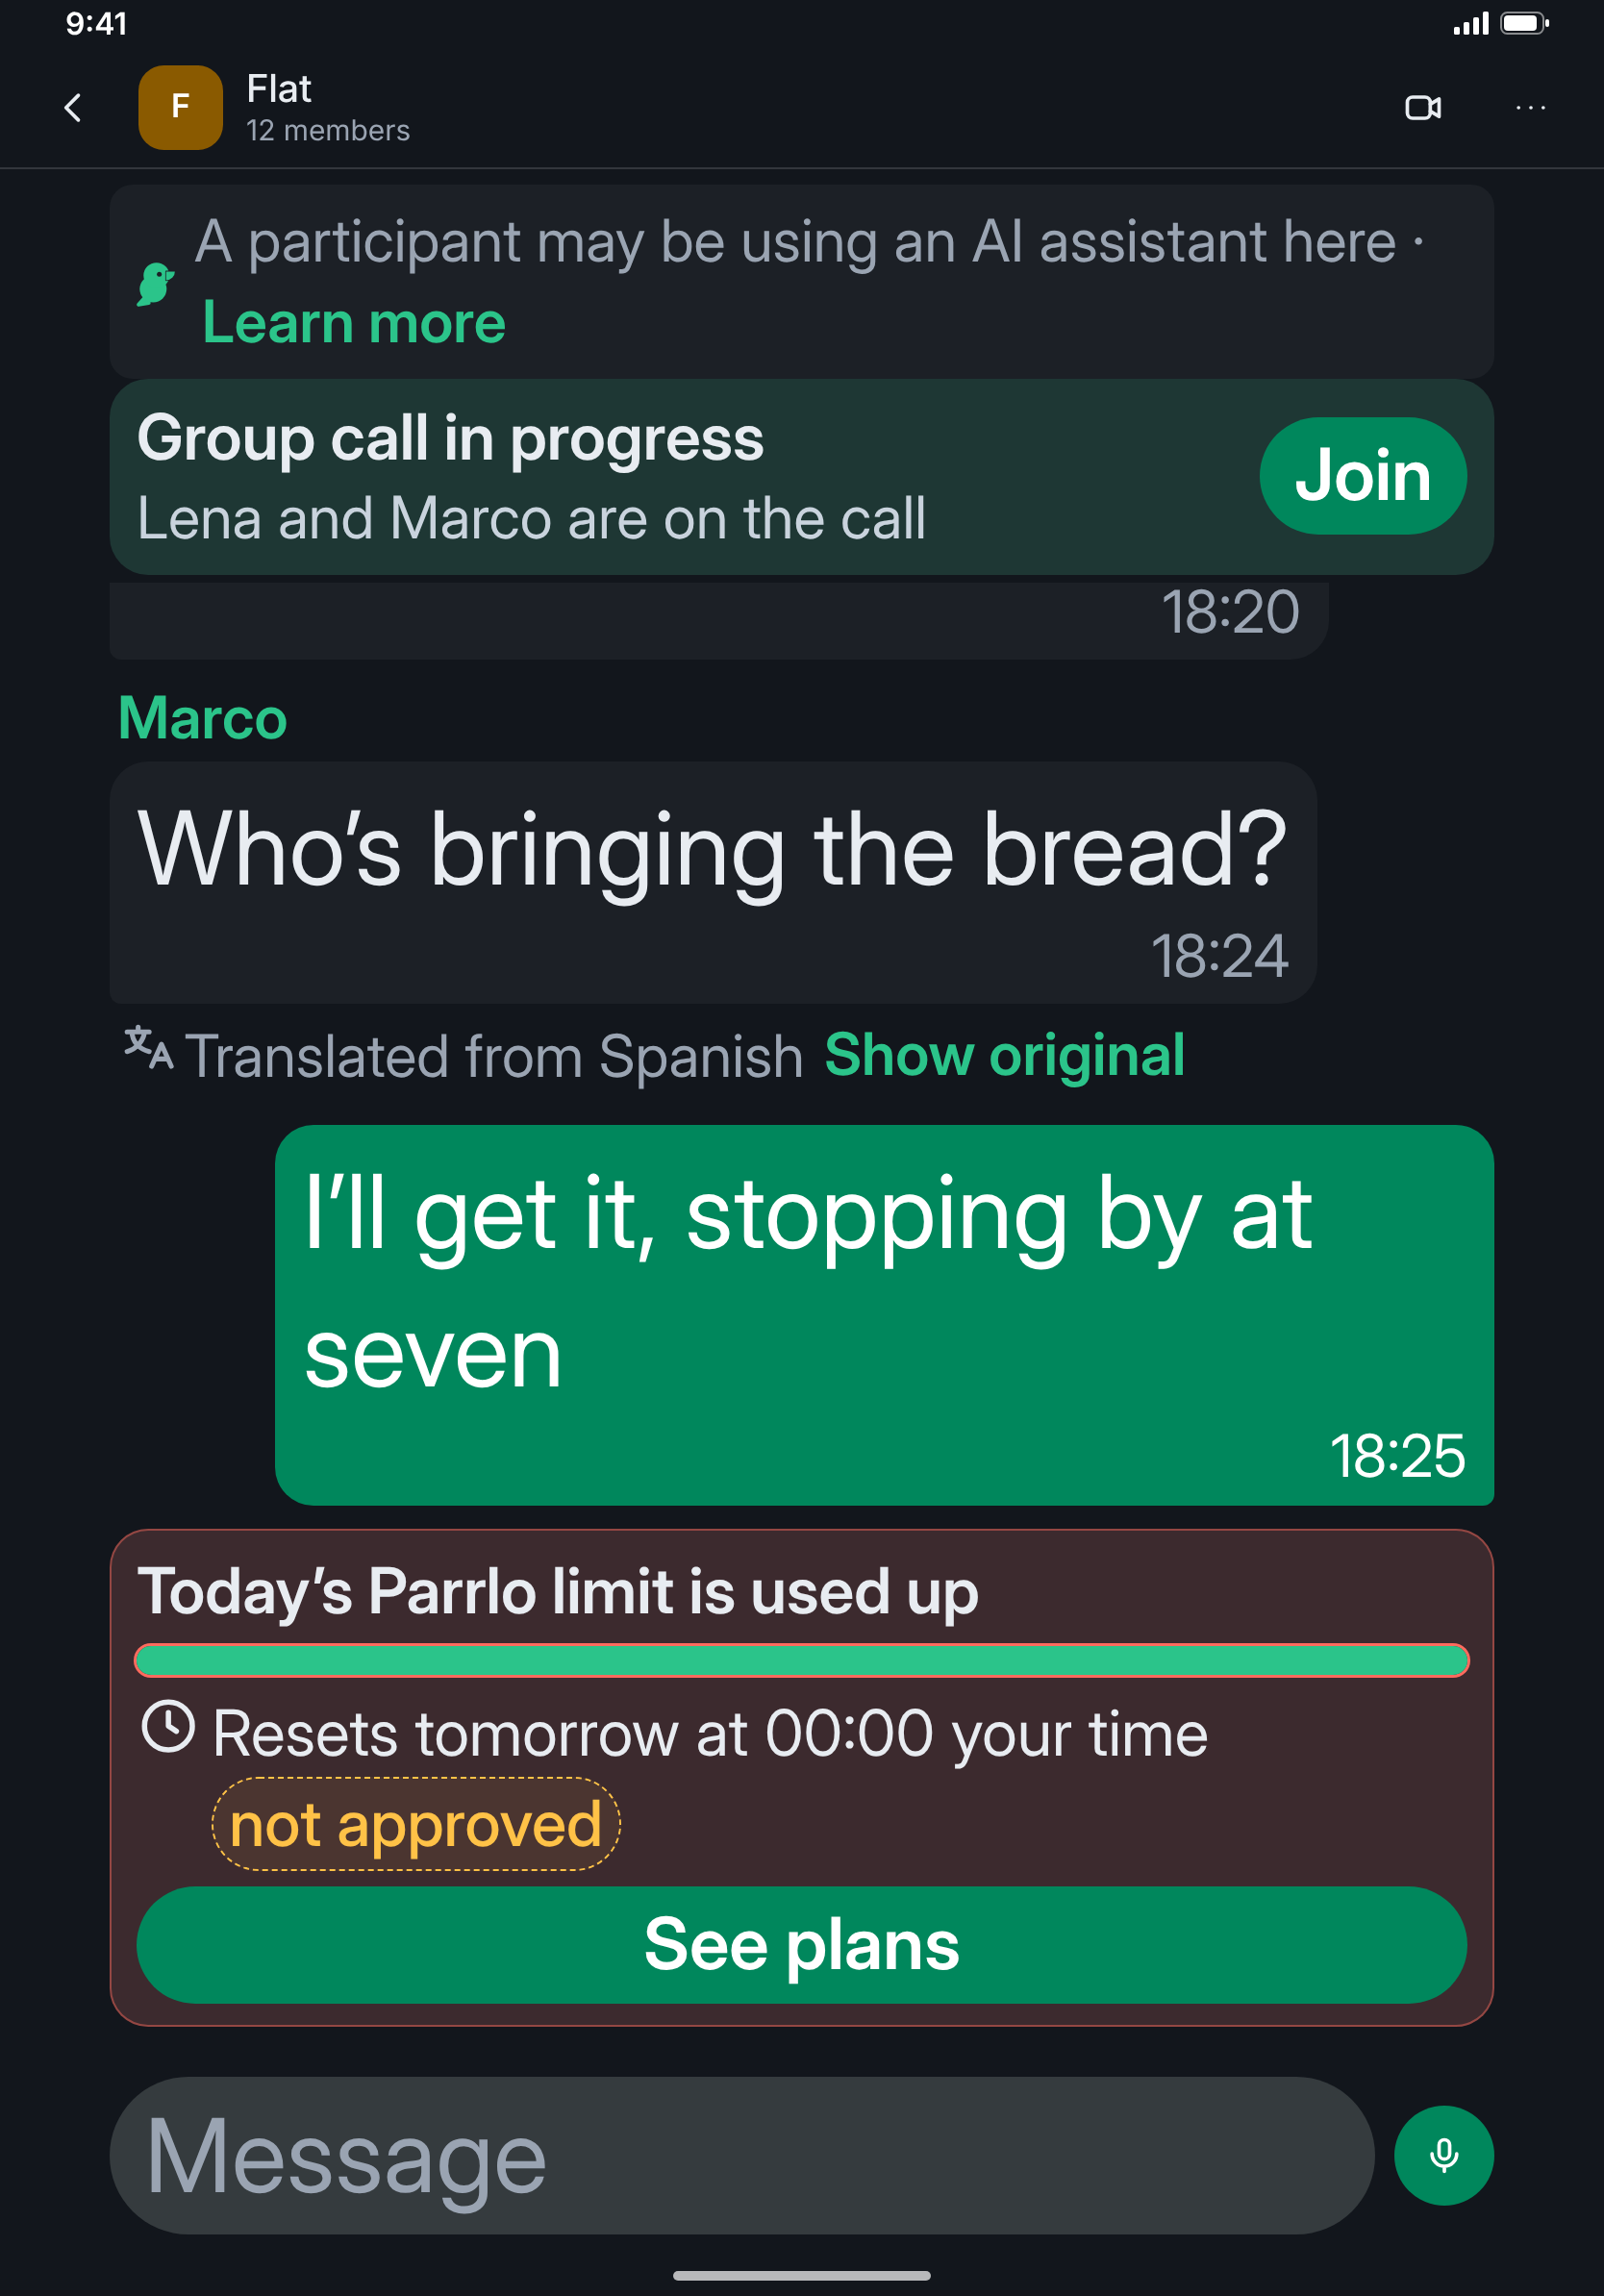 9:41
F
Flat
12 members
A participant may be using an AI assistant here ·
Learn more
Group call in progress
Lena and Marco are on the call
Join
18:20
Marco
Who’s bringing the bread?
18:24
Translated from Spanish Show original
I’ll get it, stopping by at
seven
18:25
Today’s Parrlo limit is used up
Resets tomorrow at 00:00 your time
not approved
See plans
Message